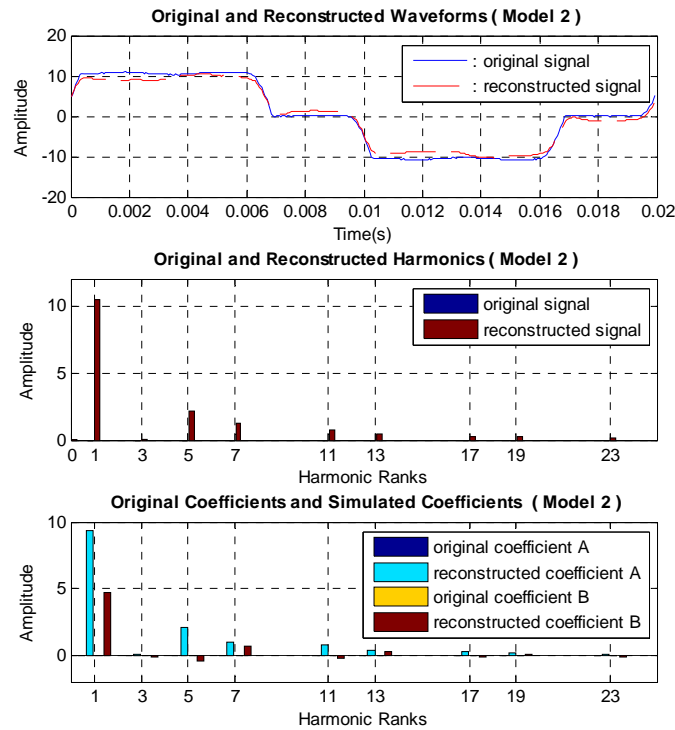 Original and Reconstructed Waveforms ( Model 2 )
20
10
0
-10
-20
Amplitude
: original signal
: reconstructed signal
0 0.002 0.004 0.006 0.008 0.01 0.012 0.014 0.016 0.018 0.02
Time(s)
Original and Reconstructed Harmonics ( Model 2 )
10
5
0
Amplitude
original signal
reconstructed signal
0 1 3 5 7 11 13 17 19 23
Harmonic Ranks
Original Coefficients and Simulated Coefficients ( Model 2 )
10
5
0
Amplitude
original coefficient A
reconstructed coefficient A
original coefficient B
reconstructed coefficient B
1 3 5 7 11 13 17 19 23
Harmonic Ranks